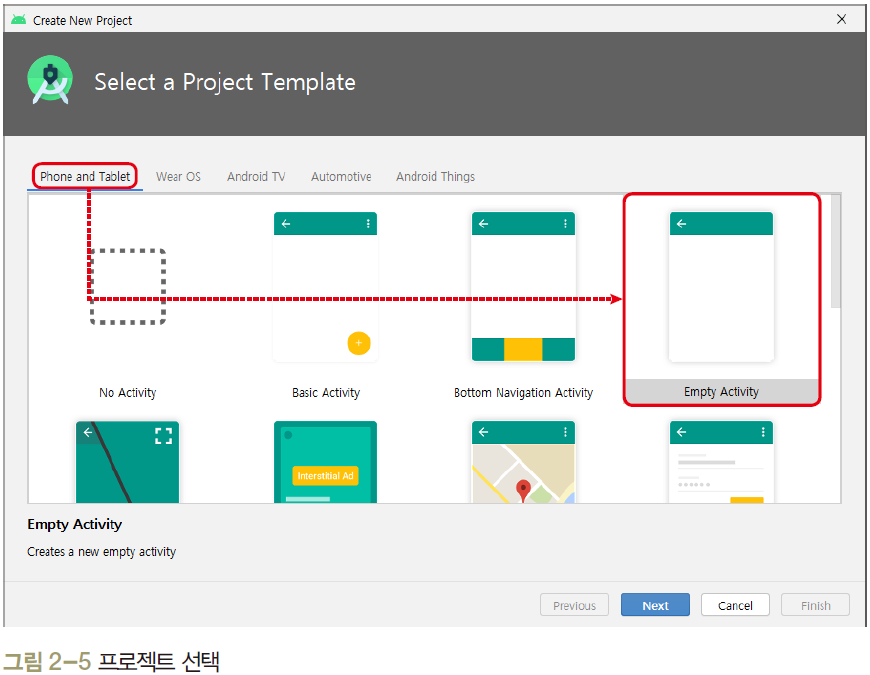 Create New Project
Select a Project Template
Phone and Tablet Wear OS Android TV Automotive Android Things
No Activity Basic Activity Bottom Navigation Activity Empty Activity
Interstitial Ad
Empty Activity
Creates a new empty activity
Previous Next Cancel Finish
그림 2-5 프로젝트 선택